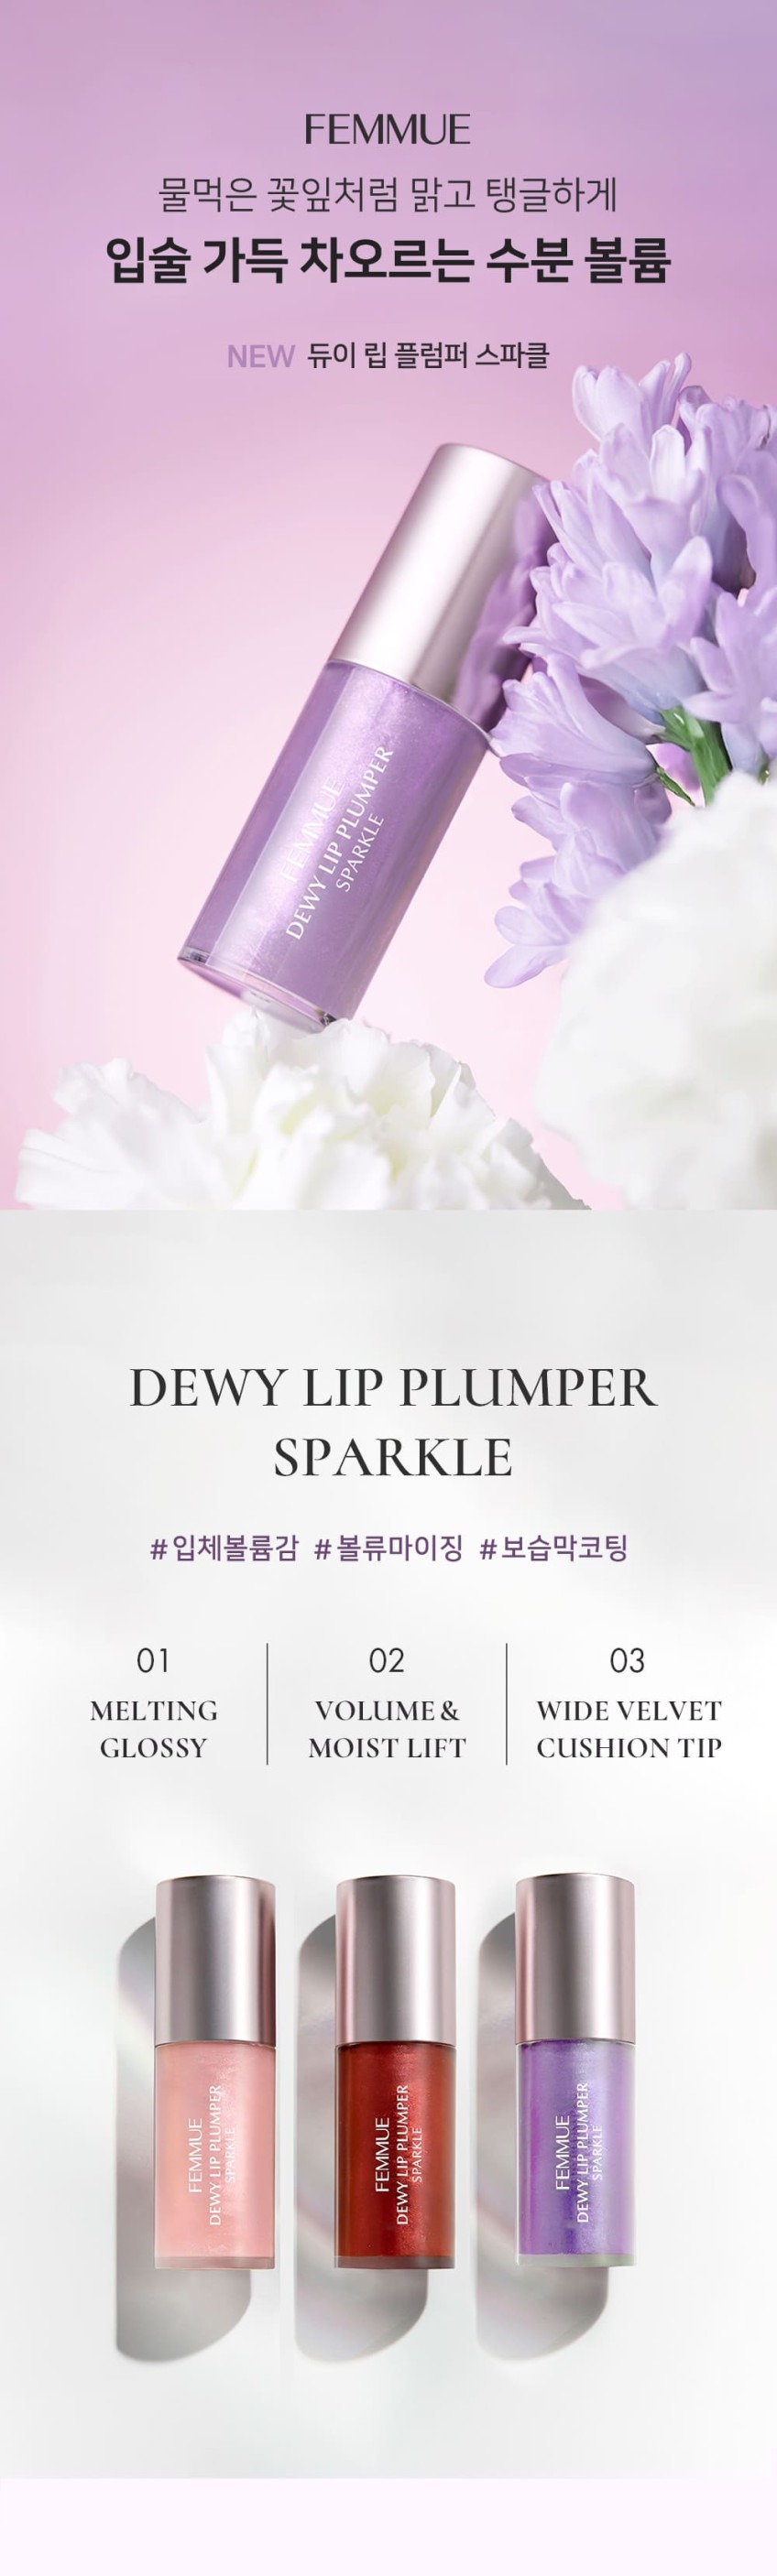 FEMMUE
물먹은 꽃잎처럼 맑고 탱글하게
입술 가득 차오르는 수분 볼륨
NEW 듀이 립 플럼퍼 스파클
FEMMUE
DEWY LIP PLUMPER
SPARKLE
DEWY LIP PLUMPER
SPARKLE
#입체볼륨감 #볼류마이징 #보습막코팅
01
MELTING
GLOSSY
02
VOLUME &
MOIST LIFT
03
WIDE VELVET
CUSHION TIP
FEMMUE
DEWY LIP PLUMPER
SPARKLE
FEMMUE
DEWY LIP PLUMPER
SPARKLE
FEMMUE
DEWY LIP PLUMPER
SPARKLE